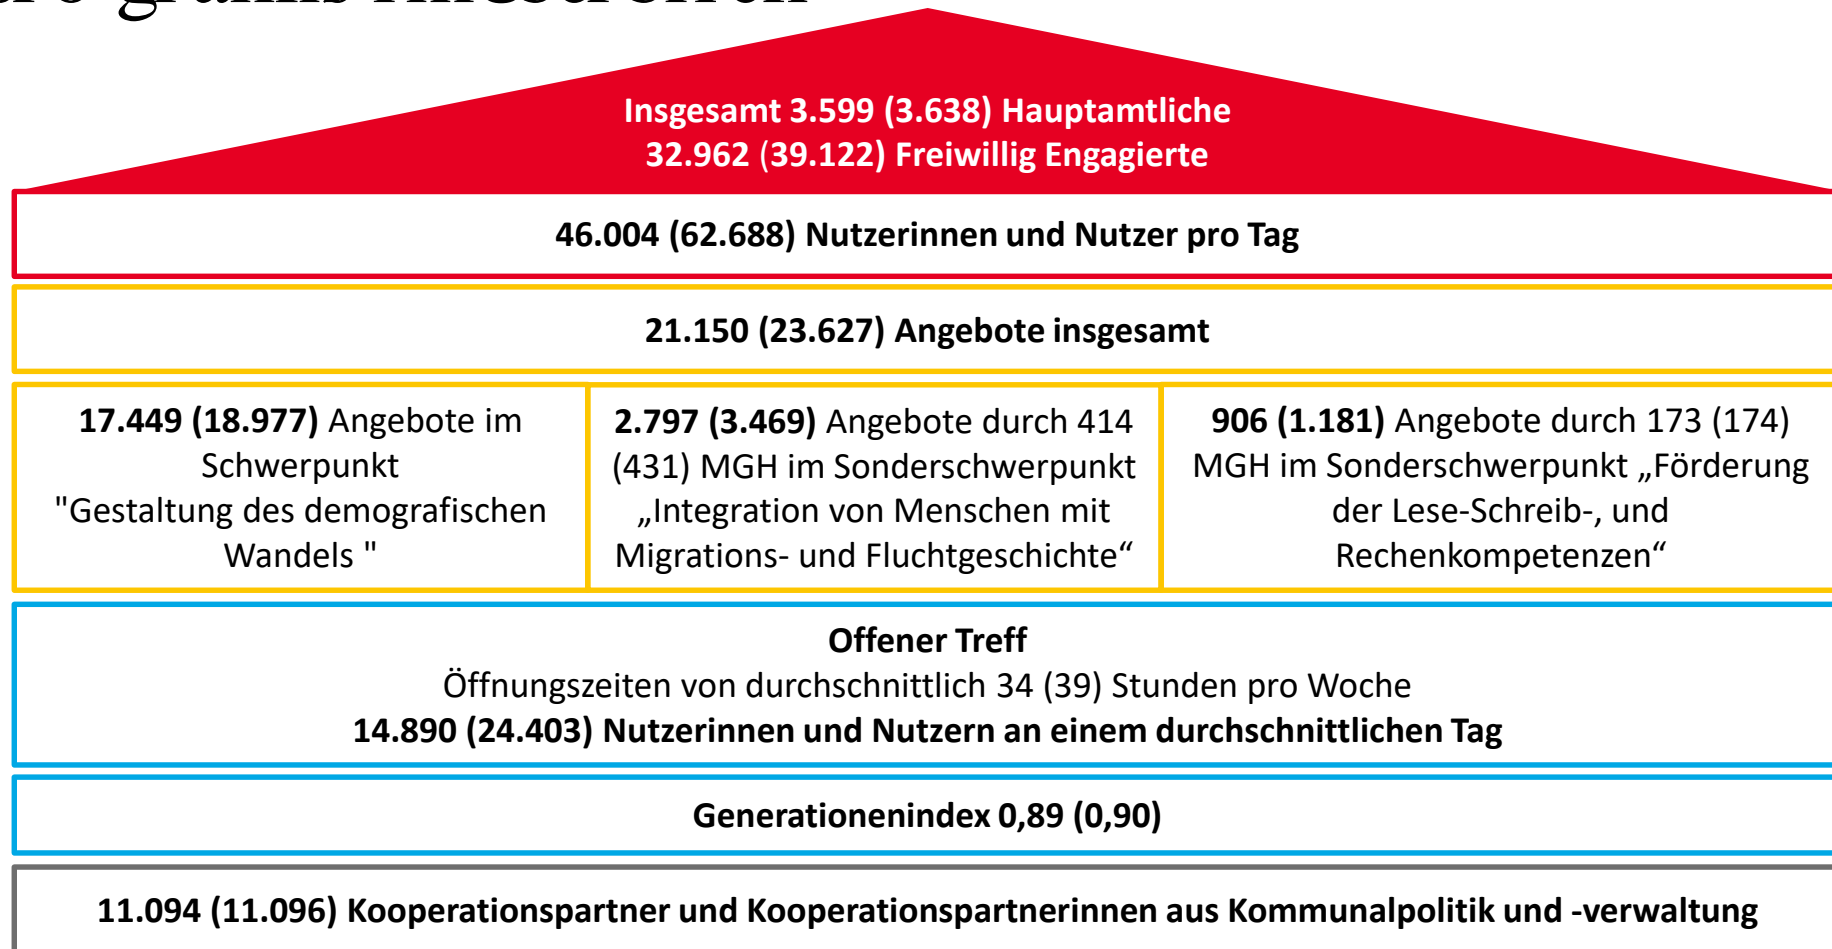 Insgesamt 3.599 (3.638) Hauptamtliche
32.962 (39.122) Freiwillig Engagierte
46.004 (62.688) Nutzerinnen und Nutzer pro Tag
21.150 (23.627) Angebote insgesamt
17.449 (18.977) Angebote im
Schwerpunkt
"Gestaltung des demografischen
Wandels "
2.797 (3.469) Angebote durch 414
(431) MGH im Sonderschwerpunkt
„Integration von Menschen mit
Migrations- und Fluchtgeschichte“
906 (1.181) Angebote durch 173 (174)
MGH im Sonderschwerpunkt „Förderung
der Lese-Schreib-, und
Rechenkompetenzen“
Offener Treff
Öffnungszeiten von durchschnittlich 34 (39) Stunden pro Woche
14.890 (24.403) Nutzerinnen und Nutzern an einem durchschnittlichen Tag
Generationenindex 0,89 (0,90)
11.094 (11.096) Kooperationspartner und Kooperationspartnerinnen aus Kommunalpolitik und -verwaltung